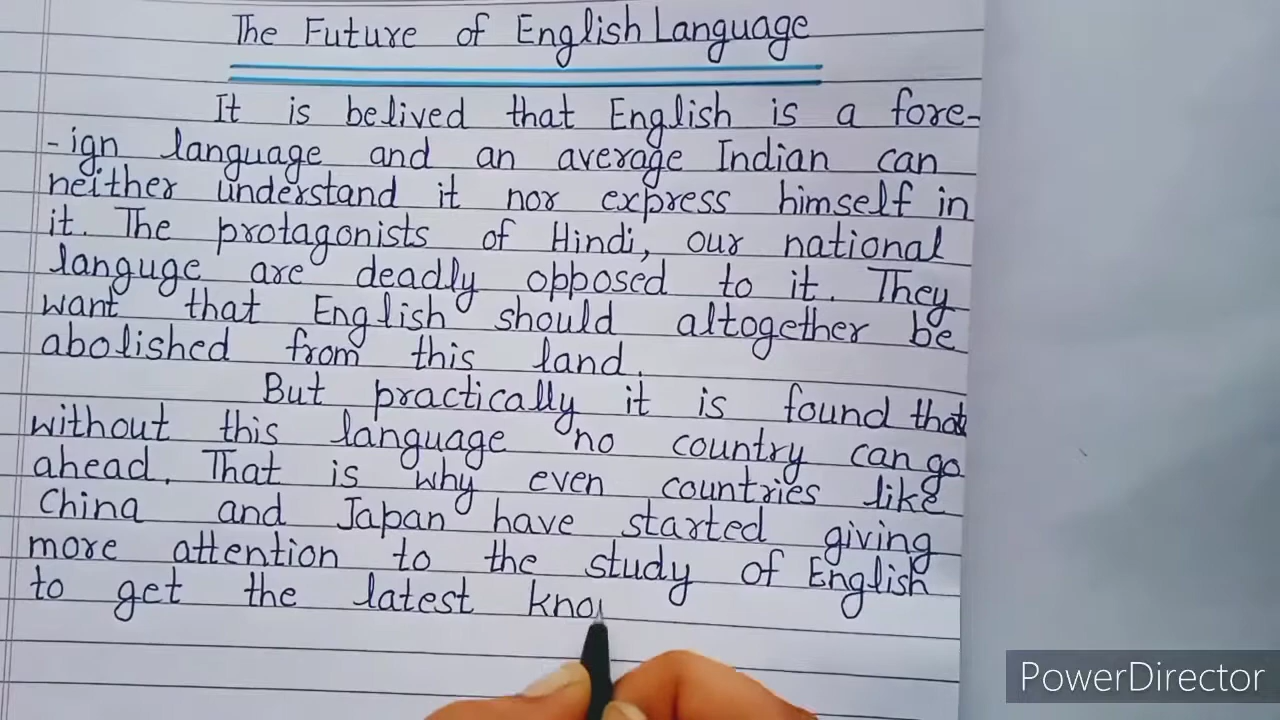 The Future of English Language
It is belived that English is a fore-
-ign language and an average Indian can
neither understand it nor express himself in
it. The protagonists of Hindi, our national
languge are deadly opposed to it. They
want that English should altogether be
abolished from this land.
But practically it is found that
without this language no country can go
ahead. That is why even countries like
China and Japan have started giving
more attention to the study of English
to get the latest kno
PowerDirector